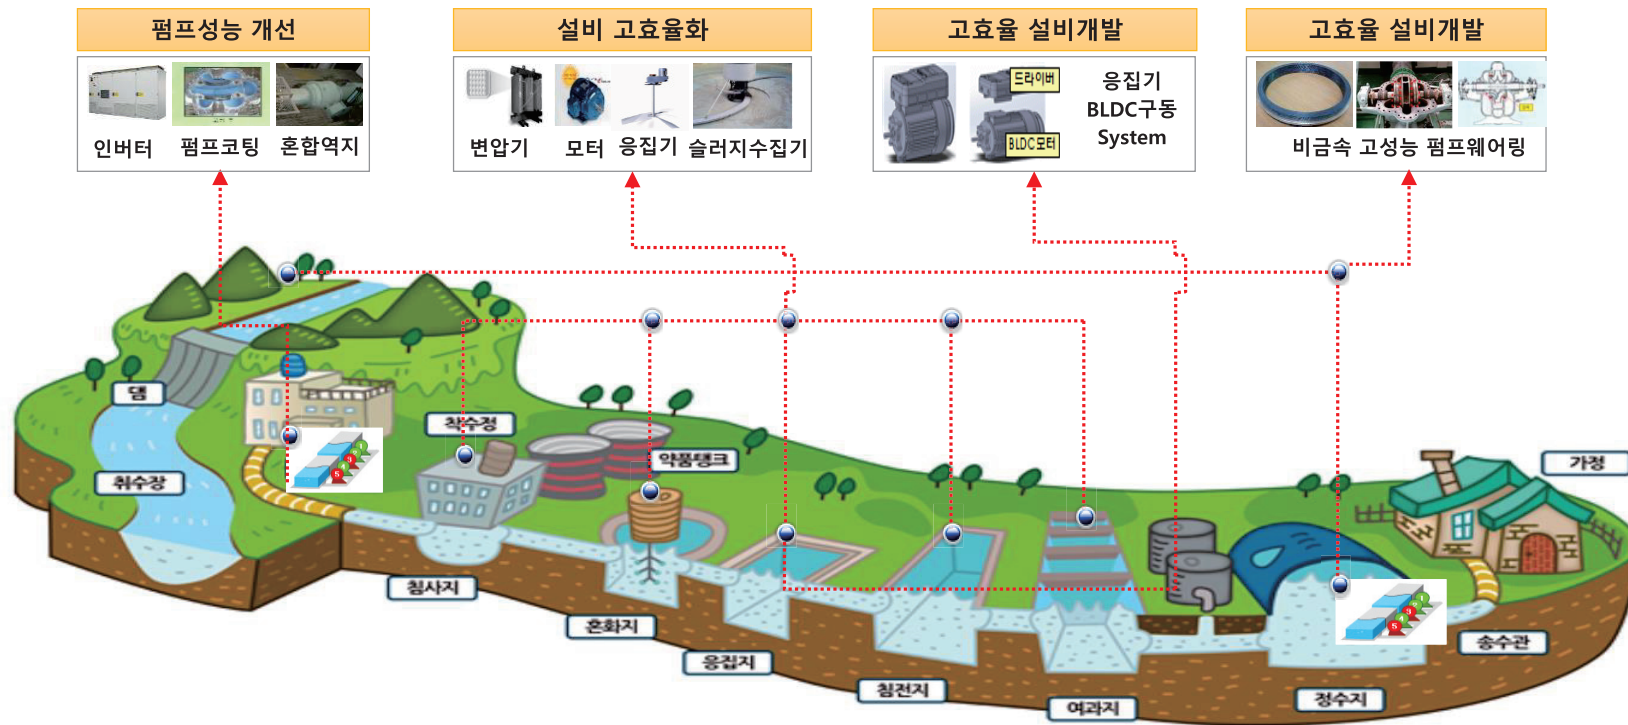 펌프성능 개선
설비 고효율화
고효율 설비개발
고효율 설비개발
인버터
펌프코팅
혼합역지
변압기
모터
응집기
슬러지수집기
드라이버
BLDC모터
응집기
BLDC구동
System
비금속 고성능 펌프웨어링
댐
취수장
착수정
약품탱크
가정
침사지
혼화지
응집지
침전지
여과지
정수지
송수관